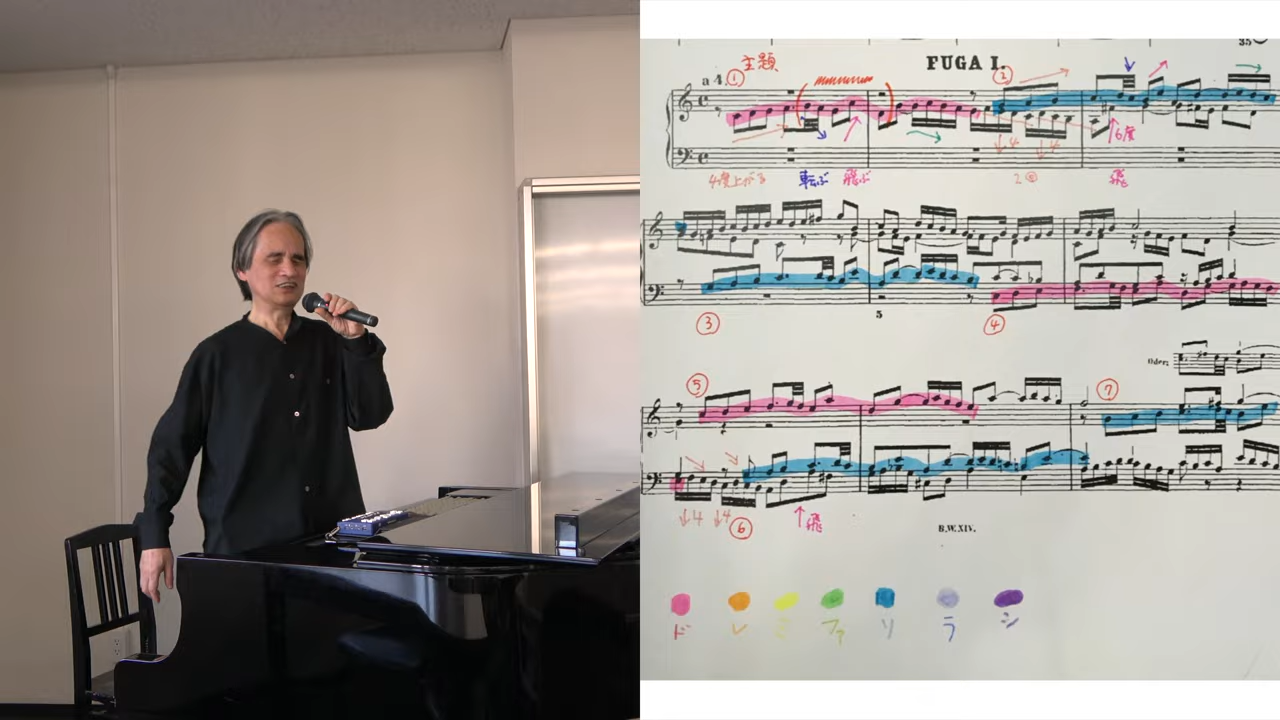 35
主題
FUGA I.
a 4.
① ②
6度
↓4 ↓4
4度上がる 転ぶ 飛ぶ 2 飛
5
③ ④
Oder:
⑤ ⑦
↓4 ↓4 ⑥ 飛
B.W.XIV.
ド レ ミ ファ ソ ラ シ